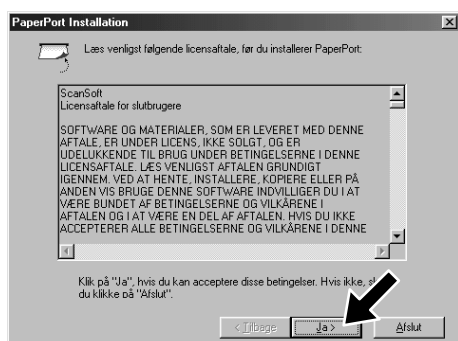 PaperPort Installation
Læs venligst følgende licensaftale, før du installerer PaperPort:
ScanSoft
Licensaftale for slutbrugere
SOFTWARE OG MATERIALER, SOM ER LEVERET MED DENNE
AFTALE, ER UNDER LICENS, IKKE SOLGT, OG ER
UDELUKKENDE TIL BRUG UNDER BETINGELSERNE I DENNE
LICENSAFTALE. LÆS VENLIGST AFTALEN GRUNDIGT
IGENNEM. VED AT HENTE, INSTALLERE, KOPIERE ELLER PÅ
ANDEN VIS BRUGE DENNE SOFTWARE INDVILLIGER DU I AT
VÆRE BUNDET AF BETINGELSERNE OG VILKÅRENE I
AFTALEN OG I AT VÆRE EN DEL AF AFTALEN. HVIS DU IKKE
ACCEPTERER ALLE BETINGELSERNE OG VILKÅRENE I DENNE
Klik på "Ja", hvis du kan acceptere disse betingelser. Hvis ikke,
du klikke på "Afslut".
< Tilbage Ja > Afslut